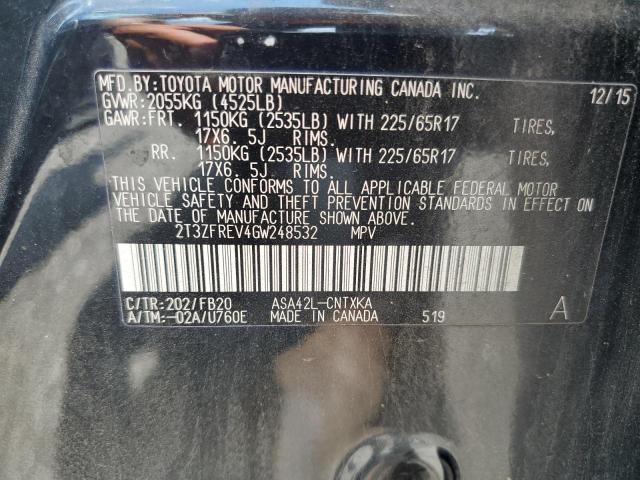 MFD.BY:TOYOTA MOTOR MANUFACTURING CANADA INC. 12/15
GVWR:2055KG (4525LB)
GAWR:FRT. 1150KG (2535LB) WITH 225/65R17 TIRES,
17X6.5J RIMS.
RR. 1150KG (2535LB) WITH 225/65R17 TIRES,
17X6.5J RIMS.
THIS VEHICLE CONFORMS TO ALL APPLICABLE FEDERAL MOTOR
VEHICLE SAFETY AND THEFT PREVENTION STANDARDS IN EFFECT
ON THE DATE OF MANUFACTURE SHOWN ABOVE.
2T3ZFREV4GW248532 MPV
C/TR:202/FB20 ASA42L-CNTXKA A
A/TM:-02A/U760E MADE IN CANADA 519